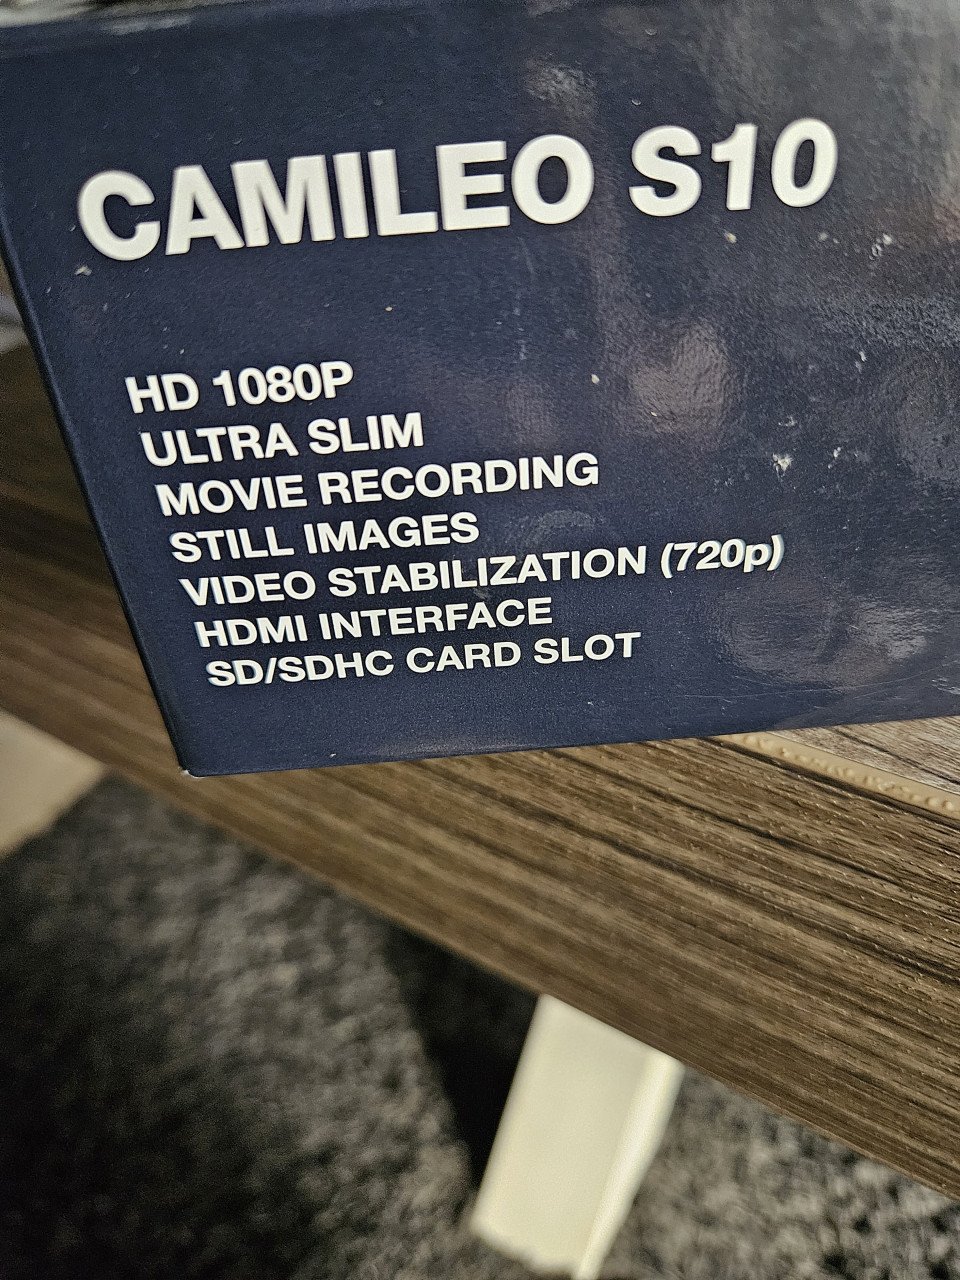 CAMILEO S10
HD 1080P
ULTRA SLIM
MOVIE RECORDING
STILL IMAGES
VIDEO STABILIZATION (720p)
HDMI INTERFACE
SD/SDHC CARD SLOT